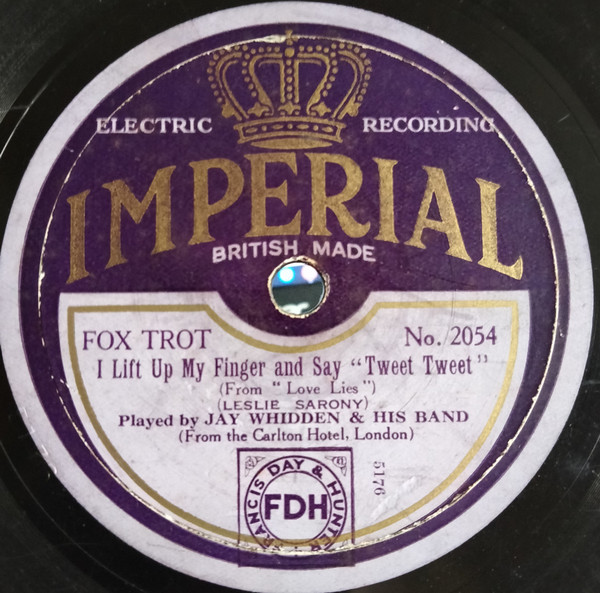 ELECTRIC RECORDING
IMPERIAL
BRITISH MADE
FOX TROT No. 2054
I Lift Up My Finger and Say "Tweet Tweet"
(From "Love Lies")
(LESLIE SARONY)
Played by JAY WHIDDEN & HIS BAND
(From the Carlton Hotel, London)
5176
FRANCIS DAY & HUNTER
FDH